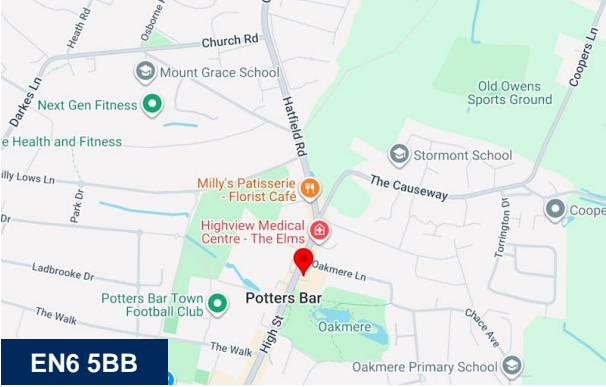 Heath Rd
Osborne
Church Rd
Coopers Ln
Mount Grace School
Darkes Ln
Next Gen Fitness
Hatfield Rd
Old Owens
Sports Ground
e Health and Fitness
Stormont School
illy Lows Ln
Milly's Patisserie
- Florist Café
The Causeway
Park Dr
Coope
Highview Medical
Centre - The Elms
Torrington Dr
Dr
Oakmere Ln
Ladbrooke Dr
Potters Bar
Potters Bar Town
Football Club
The Walk
Oakmere
Chace Ave
High St
The Walk
EN6 5BB
Oakmere Primary School